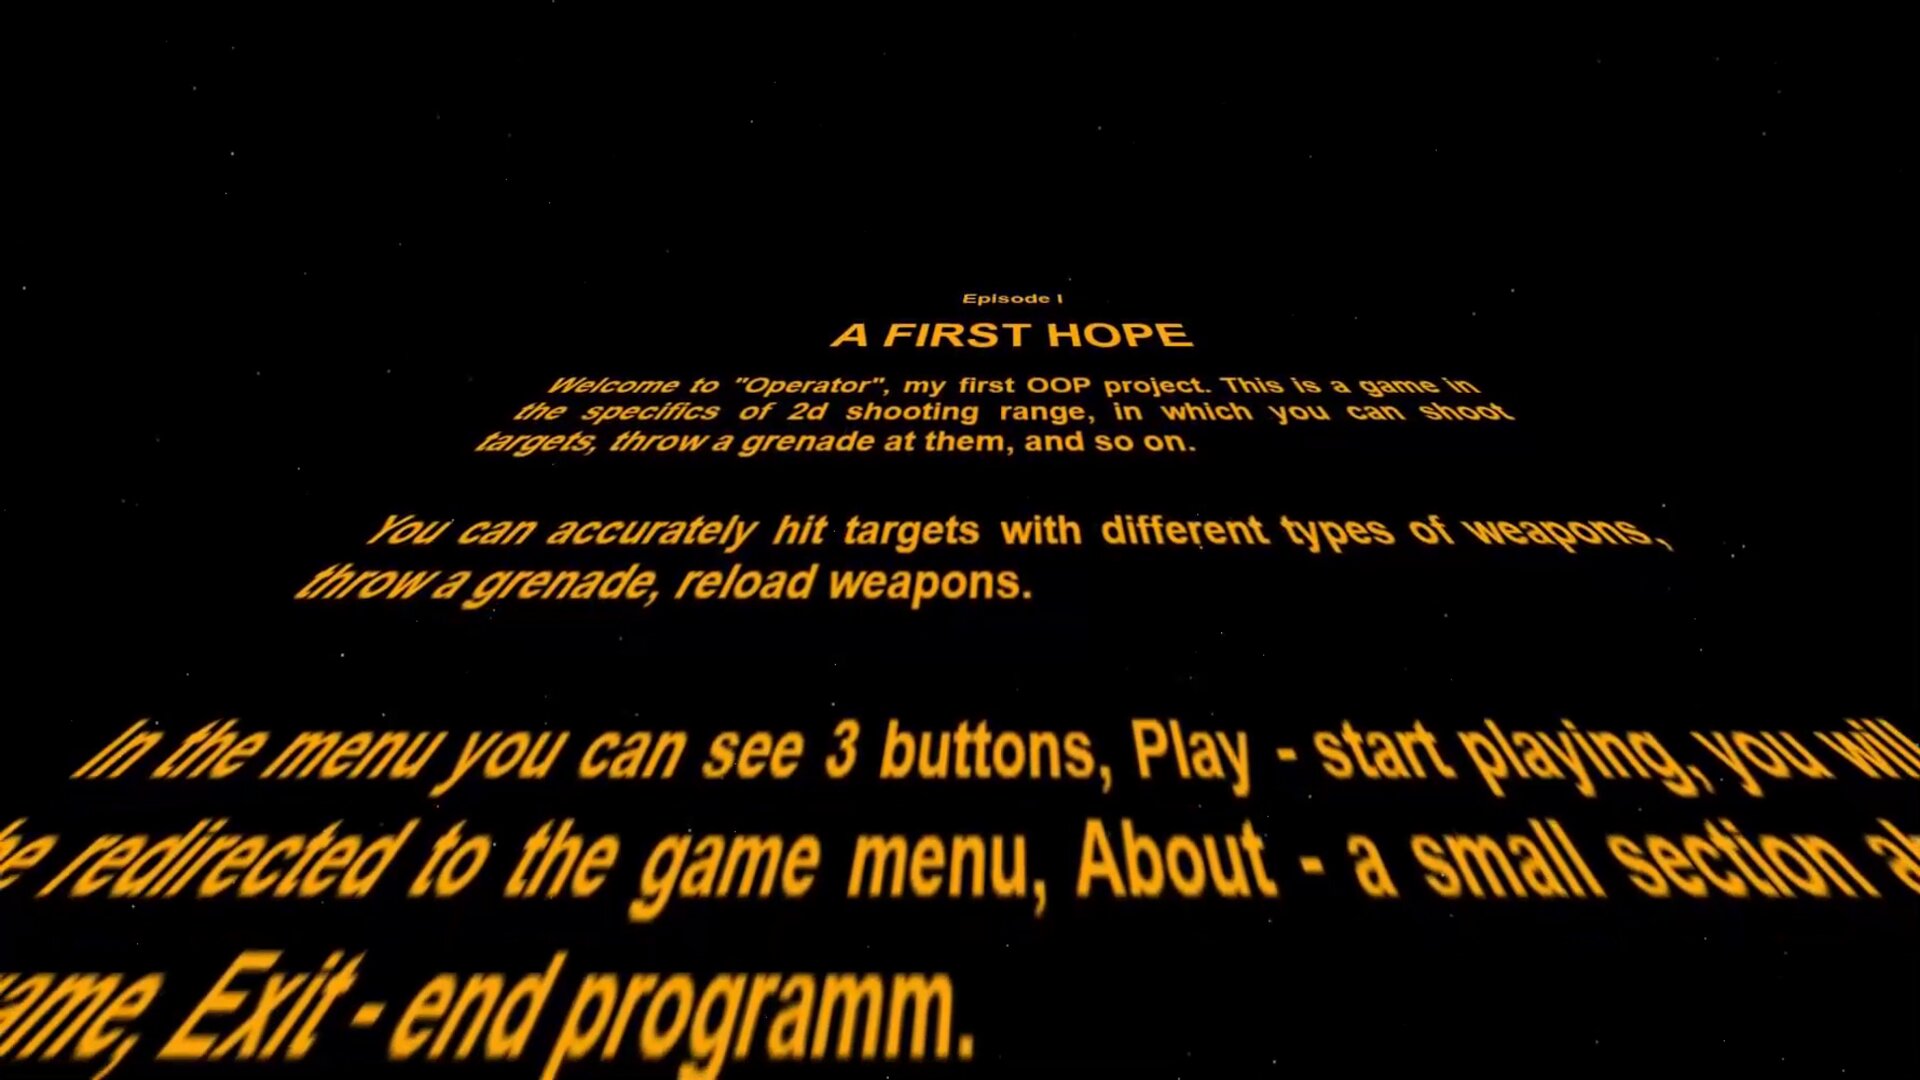 Episode I
A FIRST HOPE
Welcome to "Operator", my first OOP project. This is a game in
the specifics of 2d shooting range, in which you can shoot
targets, throw a grenade at them, and so on.
You can accurately hit targets with different types of weapons,
throw a grenade, reload weapons.
In the menu you can see 3 buttons, Play - start playing, you will
redirected to the game menu, About - a small section
Exit - end programm.